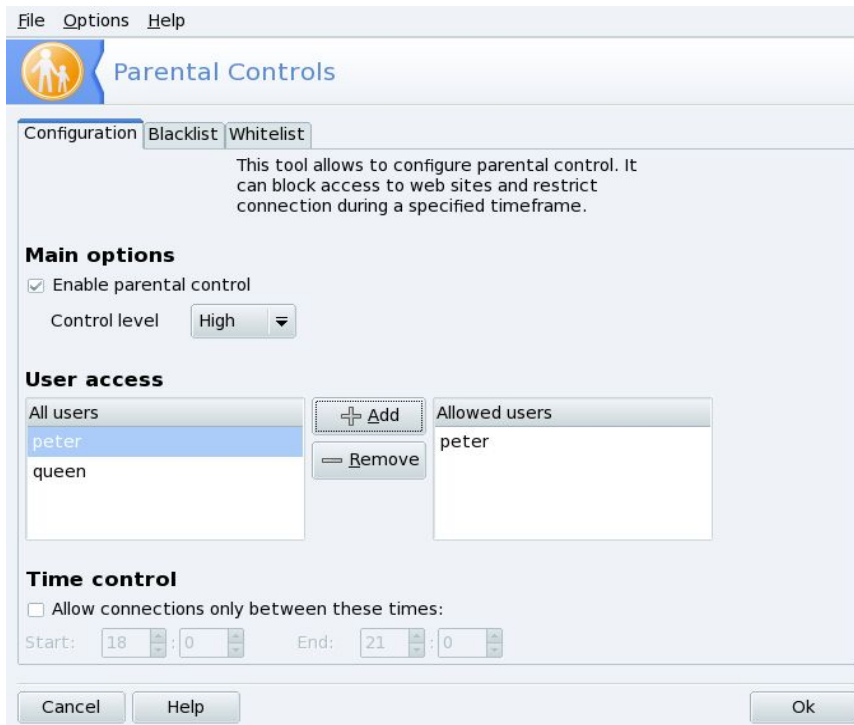 File Options Help
Parental Controls
Configuration Blacklist Whitelist
This tool allows to configure parental control. It
can block access to web sites and restrict
connection during a specified timeframe.
Main options
Enable parental control
Control level High
User access
All users Add Allowed users
peter peter
Remove
queen
Time control
Allow connections only between these times:
Start: 18 : 0 End: 21 : 0
Cancel Help Ok